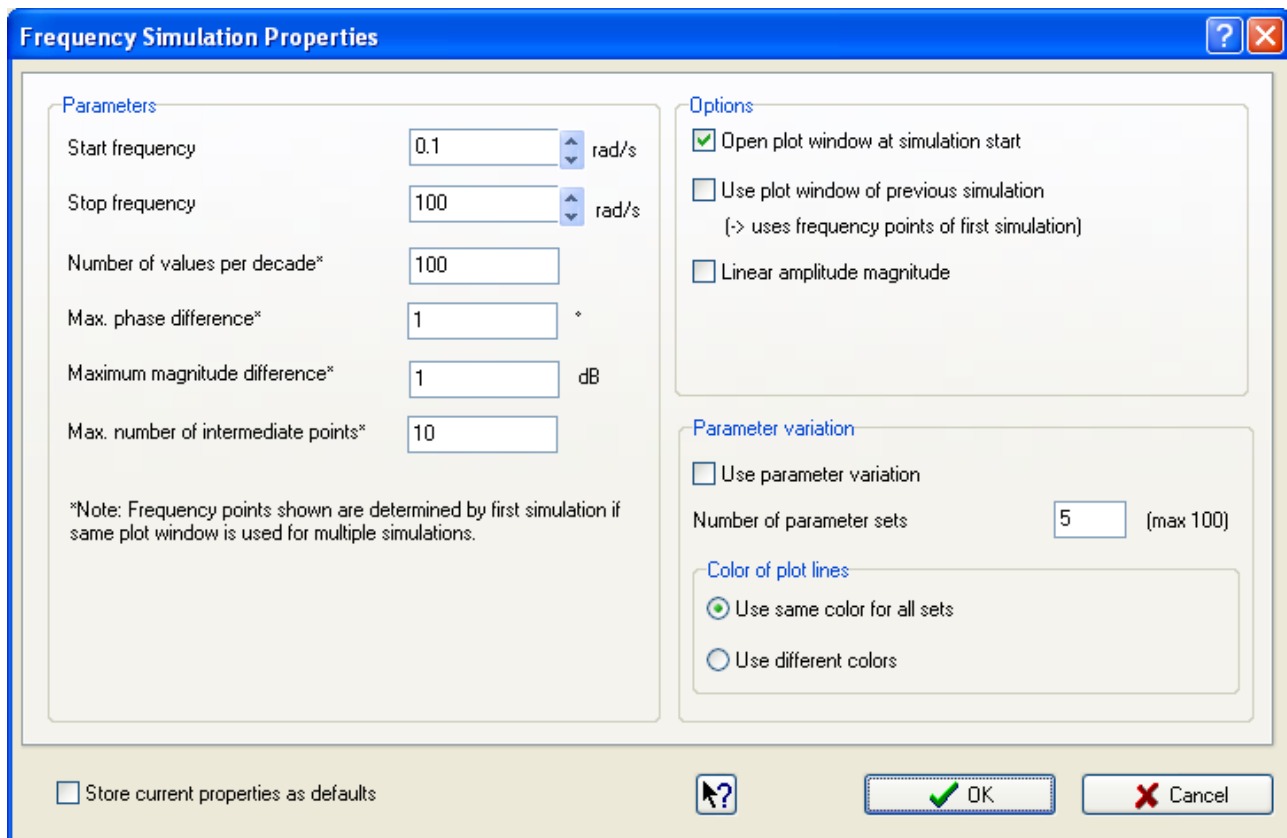 Frequency Simulation Properties
Parameters
Start frequency 0.1 rad/s
Stop frequency 100 rad/s
Number of values per decade* 100
Max. phase difference* 1 °
Maximum magnitude difference* 1 dB
Max. number of intermediate points* 10
*Note: Frequency points shown are determined by first simulation if
same plot window is used for multiple simulations.
Options
Open plot window at simulation start
Use plot window of previous simulation
(-> uses frequency points of first simulation)
Linear amplitude magnitude
Parameter variation
Use parameter variation
Number of parameter sets 5 (max 100)
Color of plot lines
Use same color for all sets
Use different colors
Store current properties as defaults
OK
Cancel